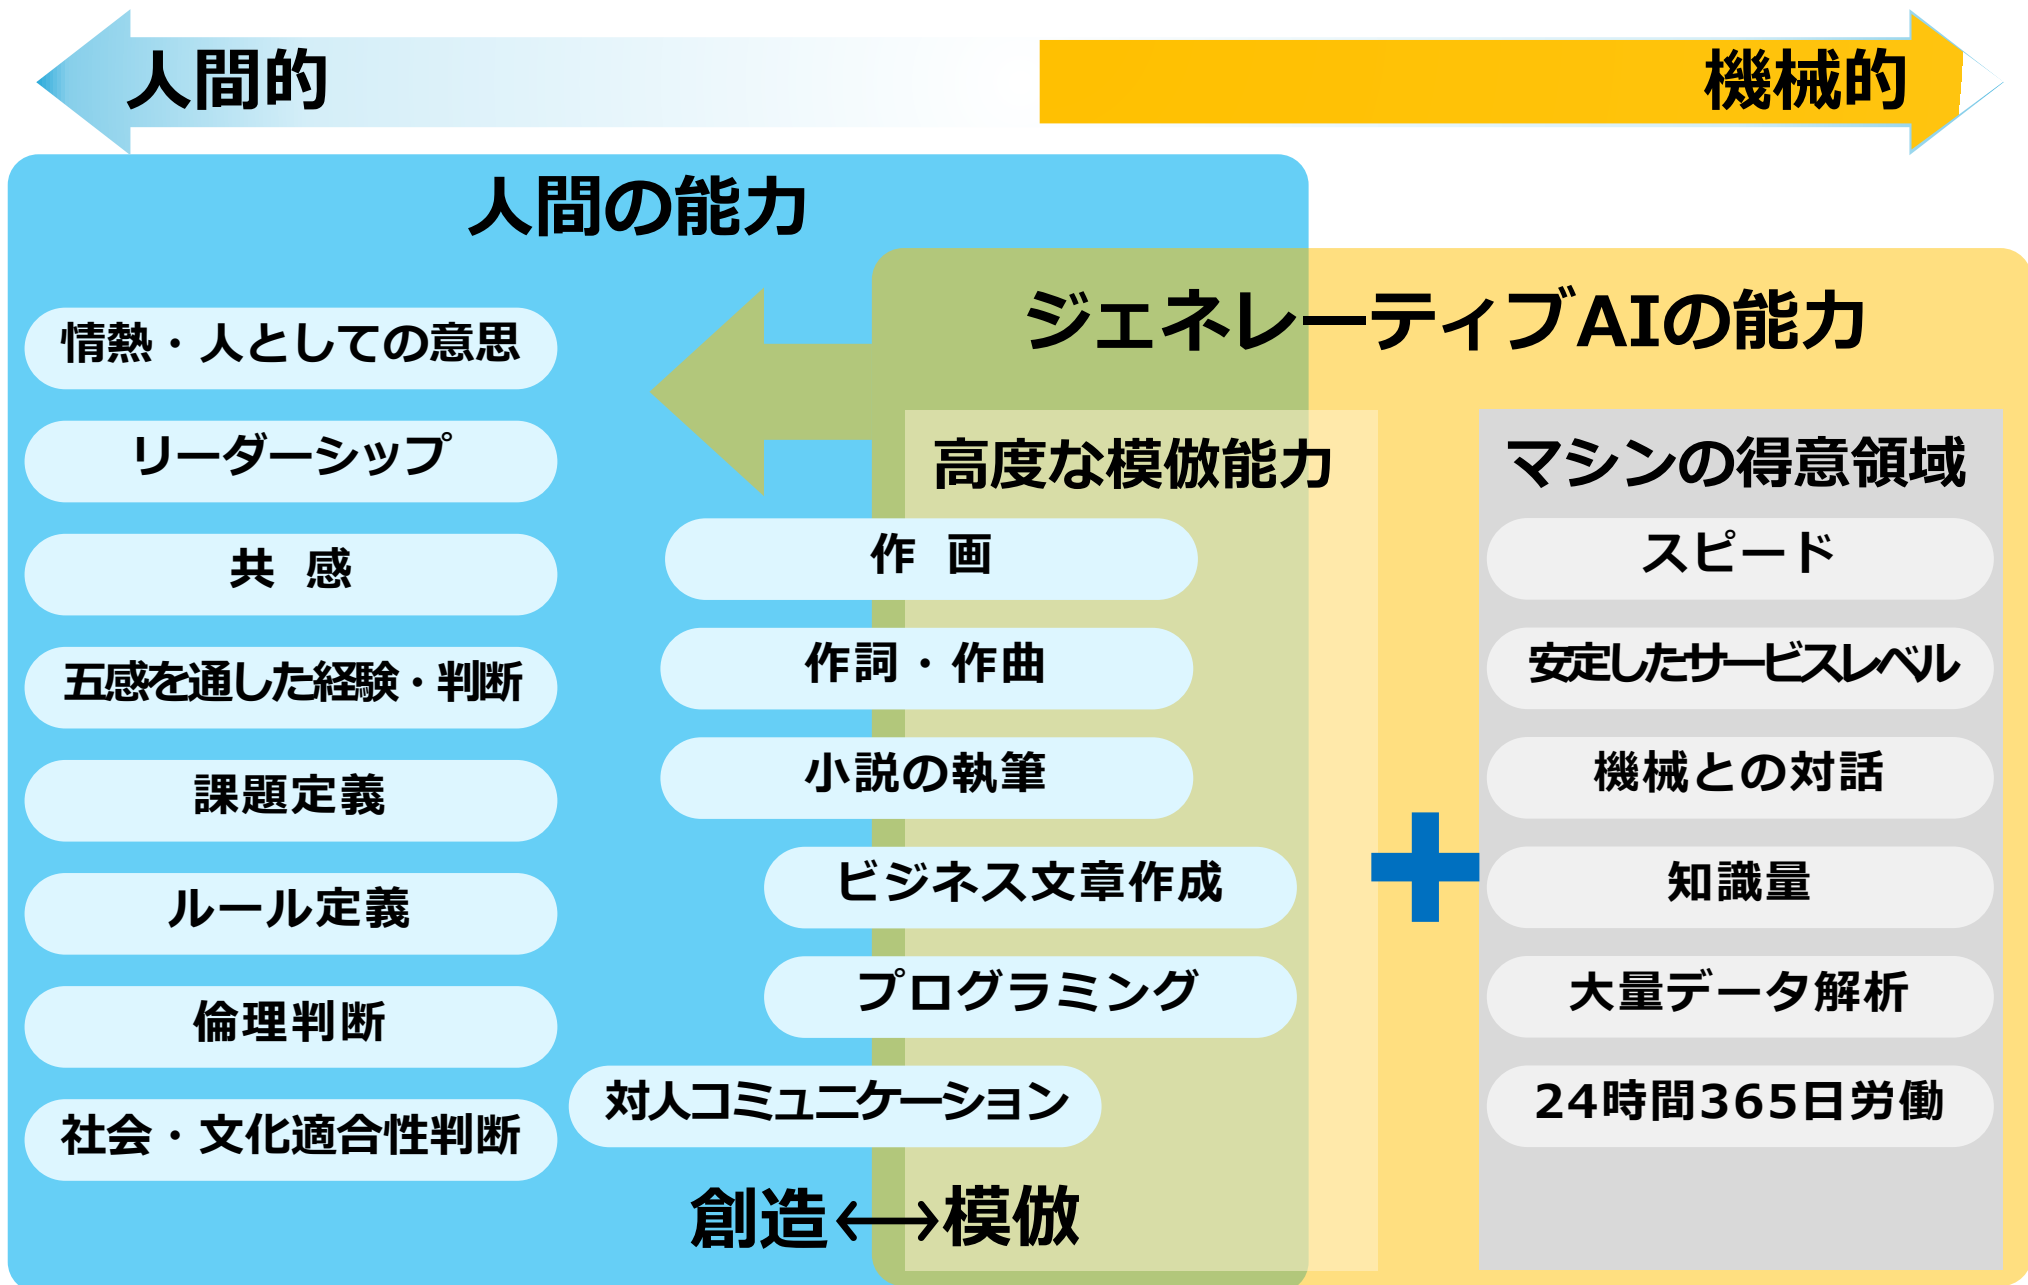 人間的
機械的
人間の能力
ジェネレーティブAIの能力
情熱・人としての意思
リーダーシップ
共 感
五感を通した経験・判断
課題定義
ルール定義
倫理判断
社会・文化適合性判断
高度な模倣能力
作 画
作詞・作曲
小説の執筆
ビジネス文章作成
プログラミング
対人コミュニケーション
創造⟷模倣
マシンの得意領域
スピード
安定したサービスレベル
機械との対話
知識量
大量データ解析
24時間365日労働